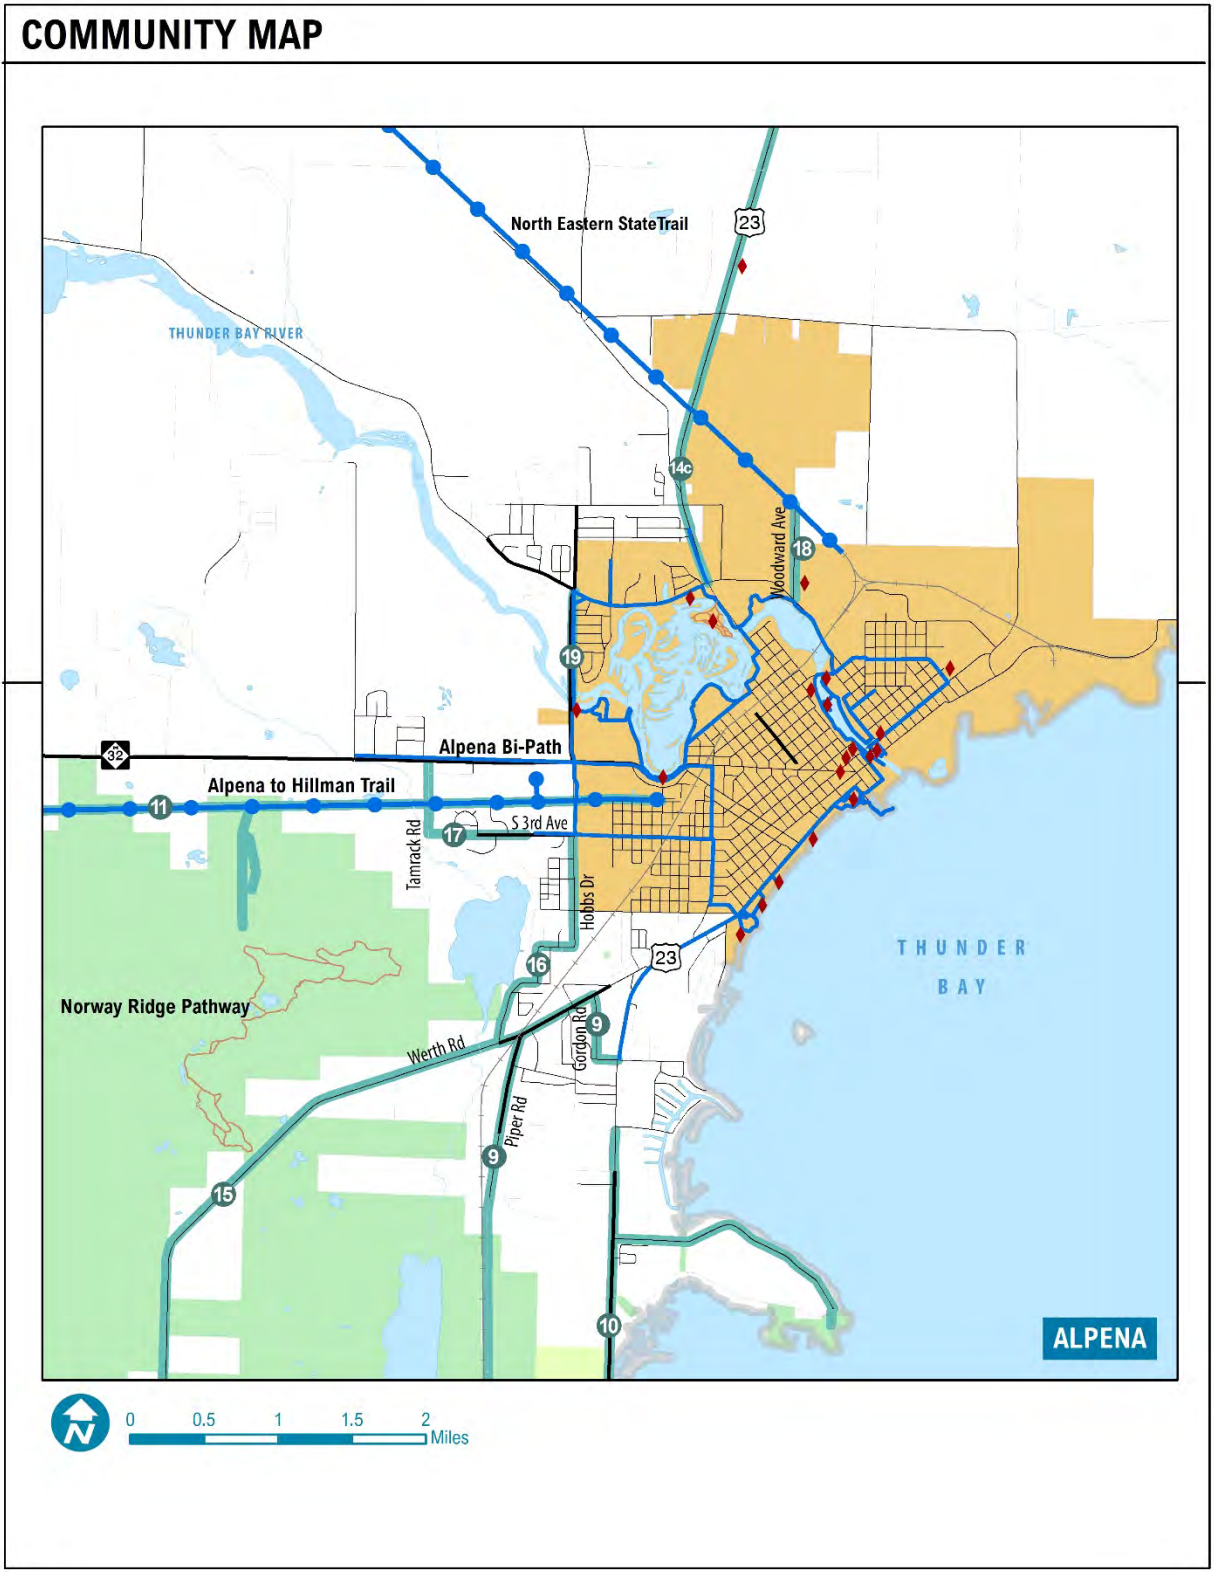 COMMUNITY MAP
23
North Eastern StateTrail
THUNDER BAY RIVER
14c
Woodward Ave
18
19
Alpena Bi-Path
32
Alpena to Hillman Trail
11
S 3rd Ave
17
Tamrack Rd
Hobbs Dr
THUNDER
BAY
23
16
Norway Ridge Pathway
9
Gordon Rd
Werth Rd
Piper Rd
9
15
10
ALPENA
N
0 0.5 1 1.5 2
Miles